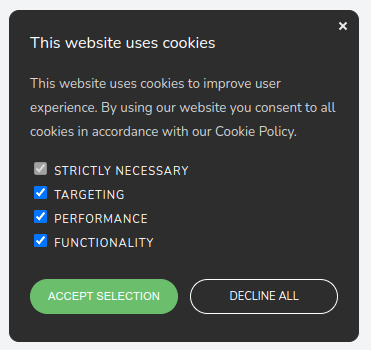 This website uses cookies
This website uses cookies to improve user
experience. By using our website you consent to all
cookies in accordance with our Cookie Policy.
STRICTLY NECESSARY
TARGETING
PERFORMANCE
FUNCTIONALITY
ACCEPT SELECTION
DECLINE ALL